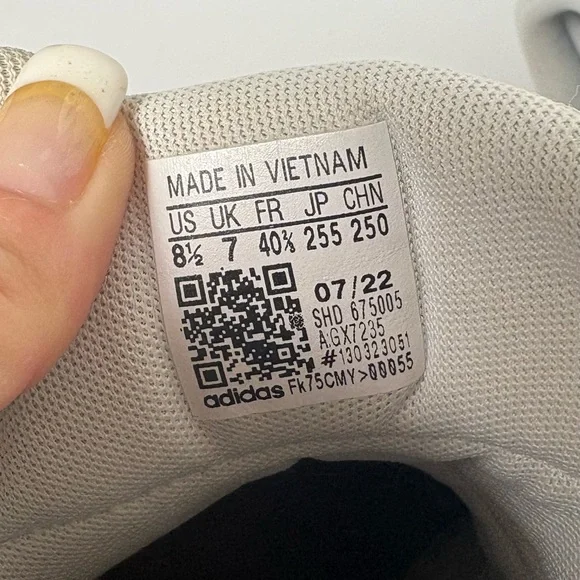 MADE IN VIETNAM
US UK FR JP CHN
8½ 7 40⅔ 255 250
07/22
SHD 675005
A:GX7235
#130323051
adidas Fk75CMY>00055